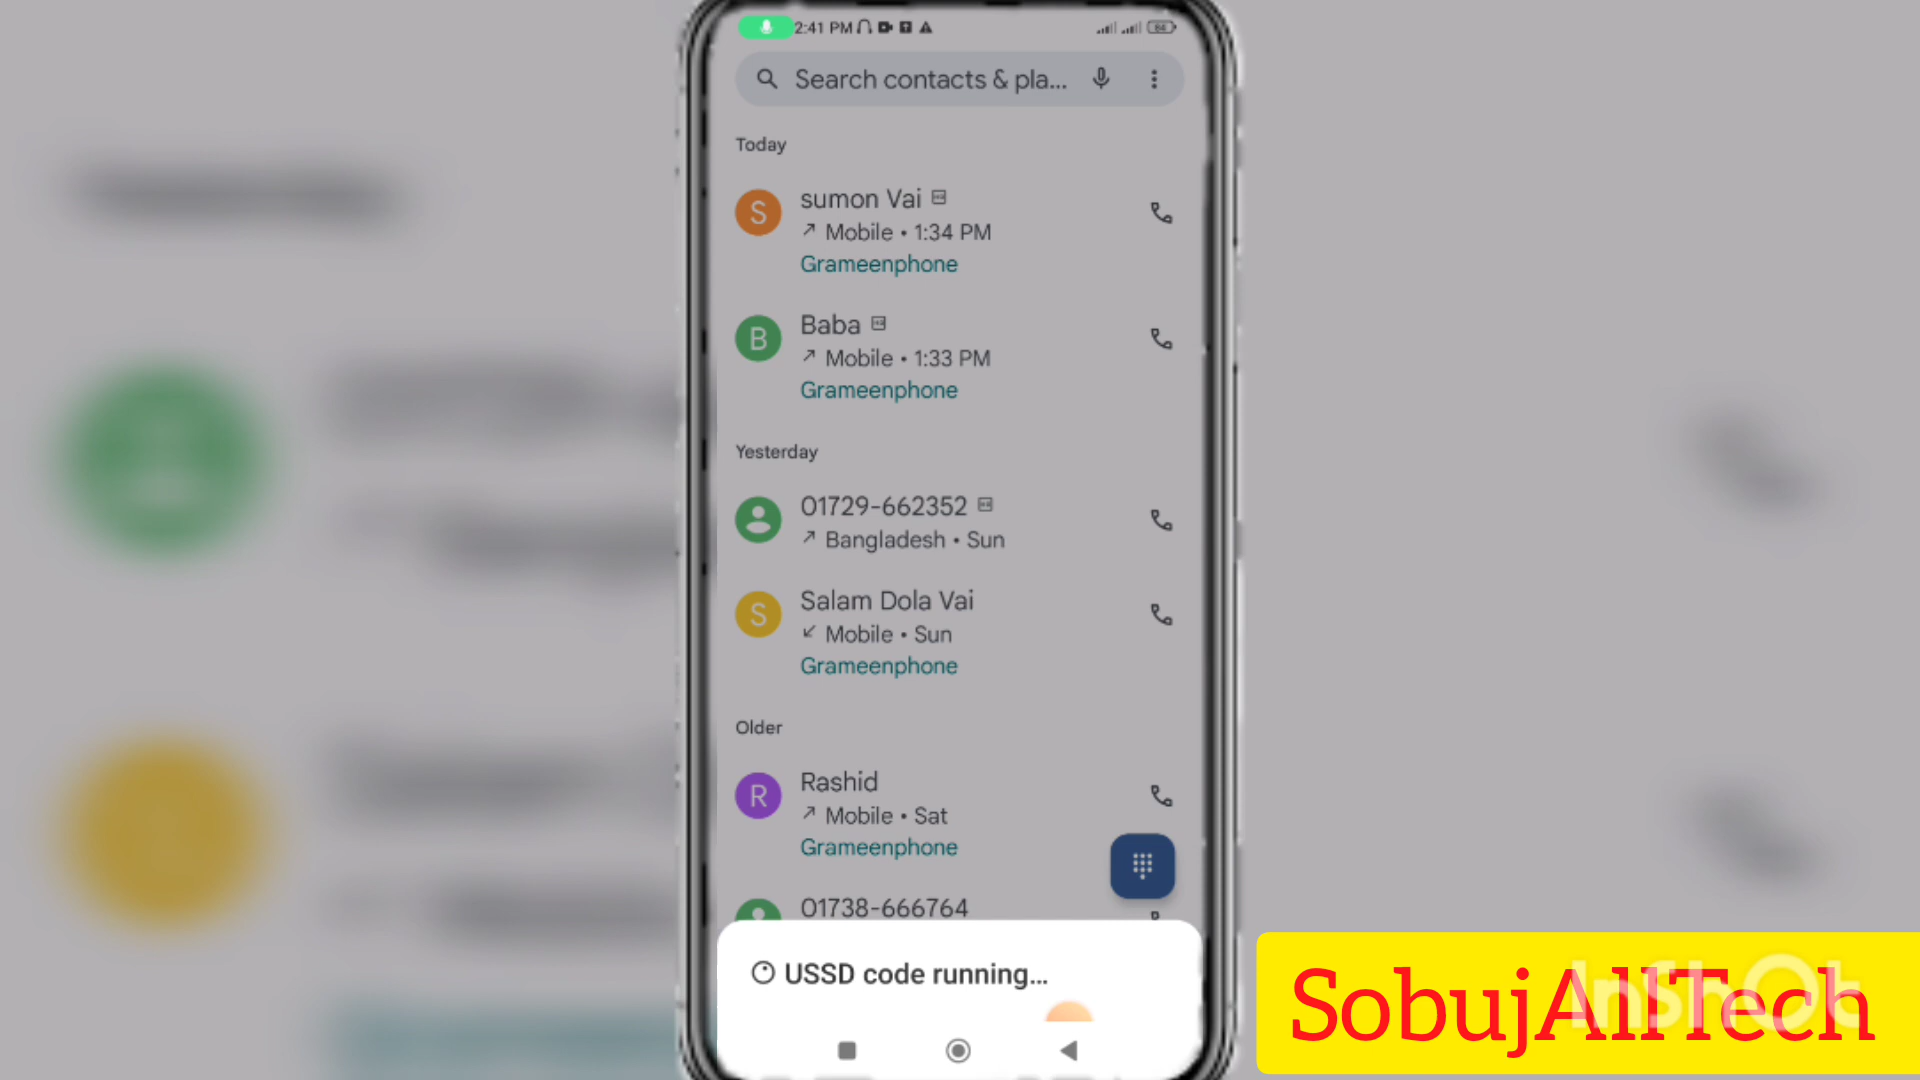 2:41 PM
84
Search contacts & pla...
Today
S
sumon Vai
Mobile • 1:34 PM
Grameenphone
B
Baba
Mobile • 1:33 PM
Grameenphone
Yesterday
01729-662352
Bangladesh • Sun
S
Salam Dola Vai
Mobile • Sun
Grameenphone
Older
R
Rashid
Mobile • Sat
Grameenphone
01738-666764
USSD code running...
SobujAllTech
InShOt